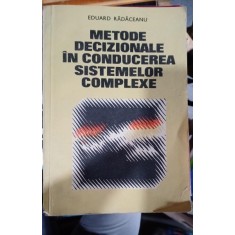 EDUARD RĂDĂCEANU
METODE
DECIZIONALE
ÎN CONDUCEREA
SISTEMELOR
COMPLEXE